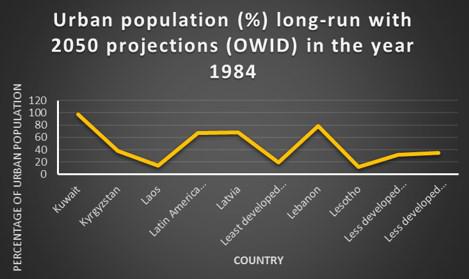 Urban population (%) long-run with
2050 projections (OWID) in the year
1984
PERCENTAGE OF URBAN POPULATION
120
100
80
60
40
20
0
Kuwait
Kyrgyzstan
Laos
Latin America...
Latvia
Least developed...
Lebanon
Lesotho
Less developed...
Less developed...
COUNTRY